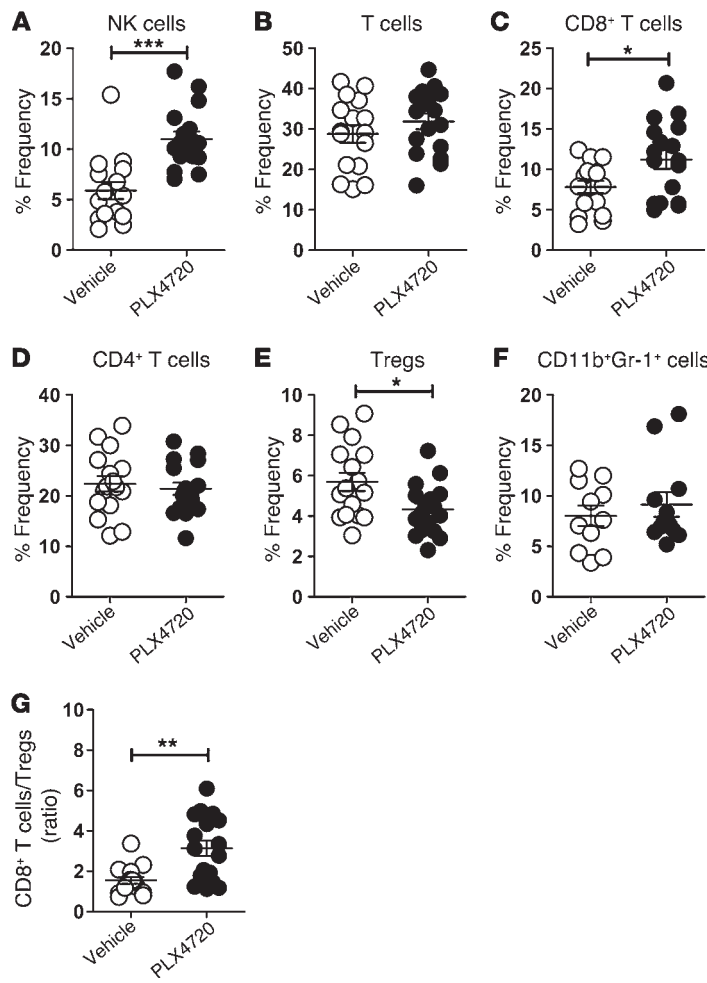 A NK cells
***
% Frequency
20
15
10
5
0
Vehicle
PLX4720
B T cells
% Frequency
50
40
30
20
10
0
Vehicle
PLX4720
C CD8⁺ T cells
*
% Frequency
25
20
15
10
5
0
Vehicle
PLX4720
D CD4⁺ T cells
% Frequency
40
30
20
10
0
Vehicle
PLX4720
E Tregs
*
% Frequency
10
8
6
4
2
0
Vehicle
PLX4720
F CD11b⁺Gr-1⁺ cells
% Frequency
20
15
10
5
0
Vehicle
PLX4720
G
**
CD8⁺ T cells/Tregs
(ratio)
10
8
6
4
2
0
Vehicle
PLX4720